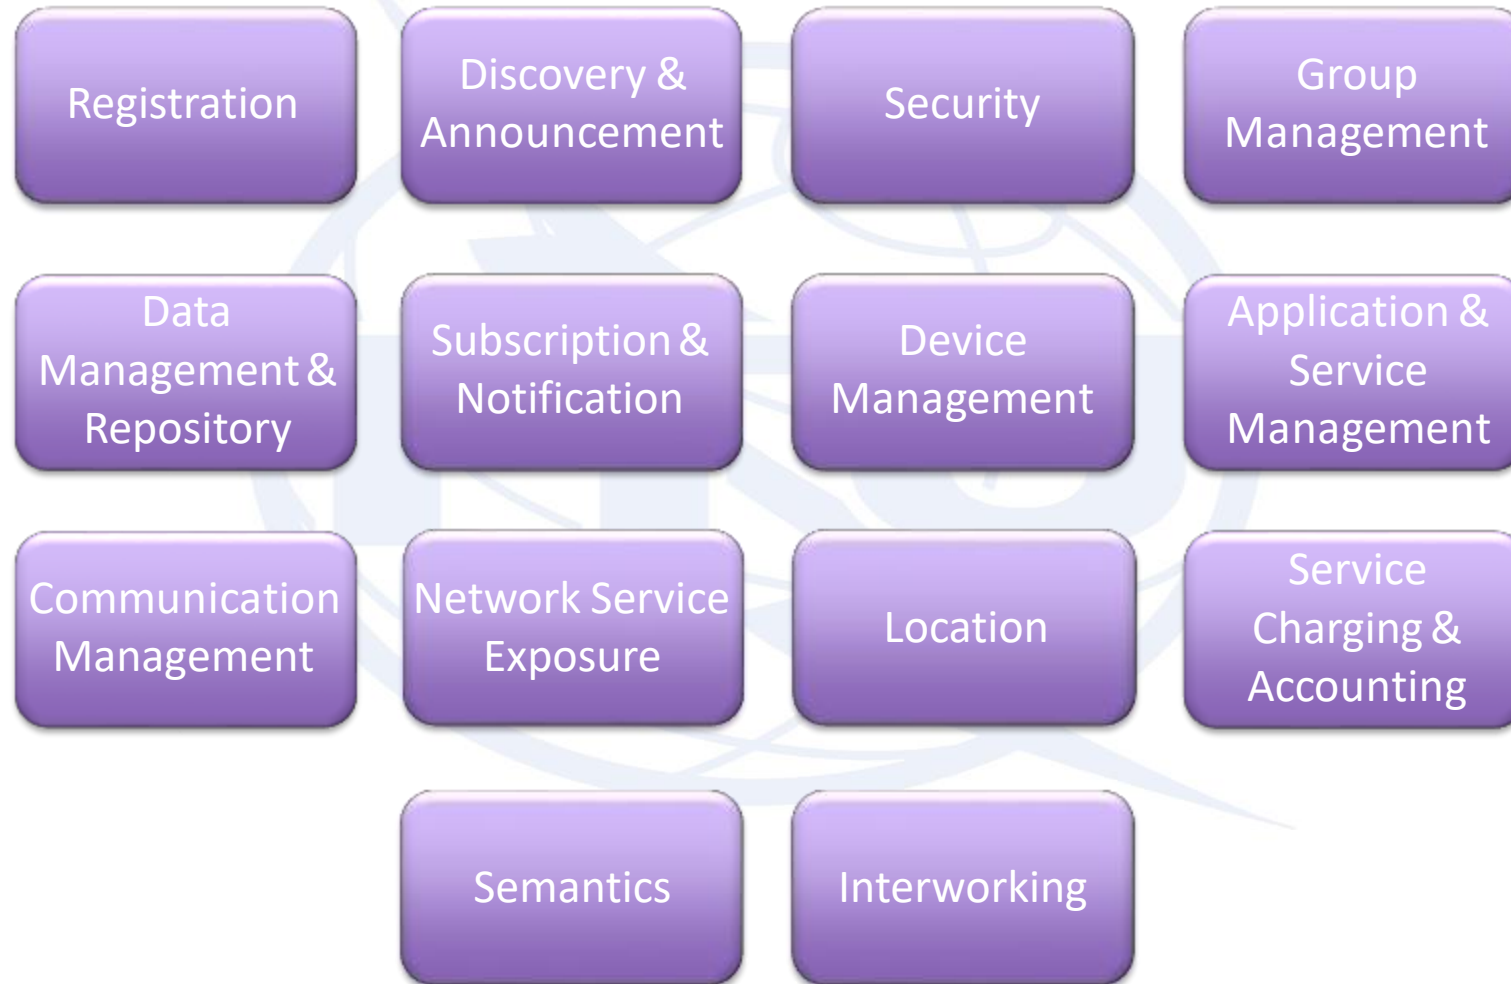 Registration
Discovery &
Announcement
Security
Group
Management
Data
Management &
Repository
Subscription &
Notification
Device
Management
Application &
Service
Management
Communication
Management
Network Service
Exposure
Location
Service
Charging &
Accounting
Semantics
Interworking